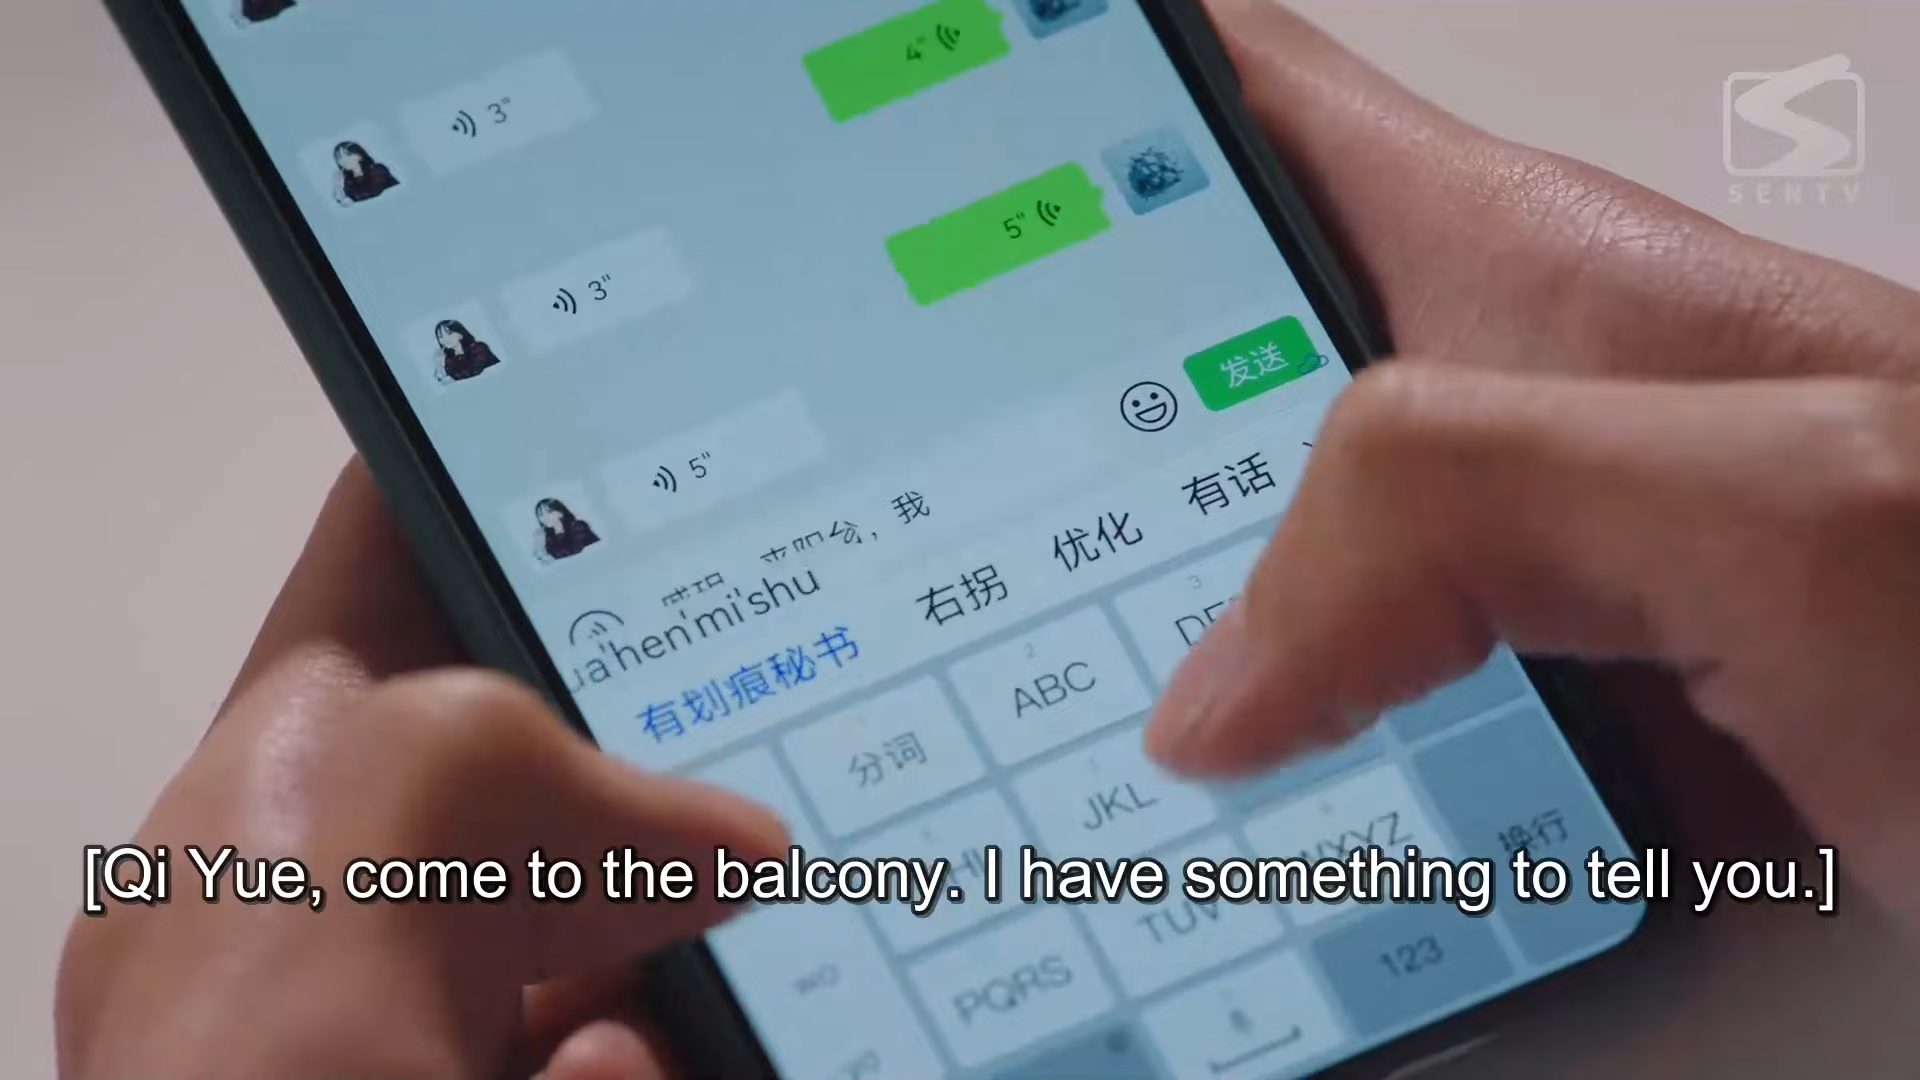 4"
SENTV
3"
5"
3"
发送
5"
,我
'hen'mi'shu
有划痕秘书 右拐 优化 有话
3
2
ABC
分词
JKL
换行
[Qi Yue, come to the balcony. I have something to tell you.]
TUV
123
PQRS